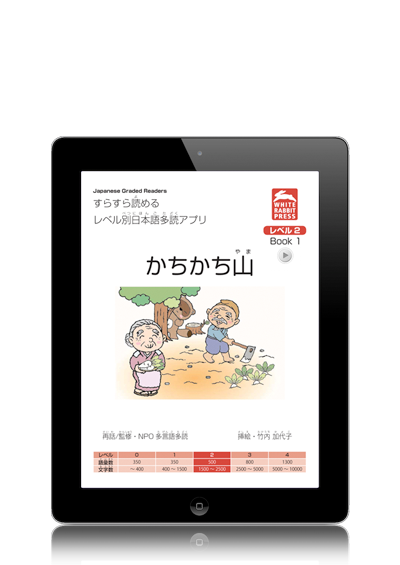 Japanese Graded Readers
すらすら読める
レベル別日本語多読アプリ
WHITE
RABBIT
PRESS
レベル 2
Book 1
かちかち山
再話/監修・NPO 多言語多読
挿絵・竹内 加代子
レベル 0 1 2 3 4
語彙数 350 350 500 800 1300
文字数 ～ 400 400 ～ 1500 1500 ～ 2500 2500 ～ 5000 5000 ～ 10000